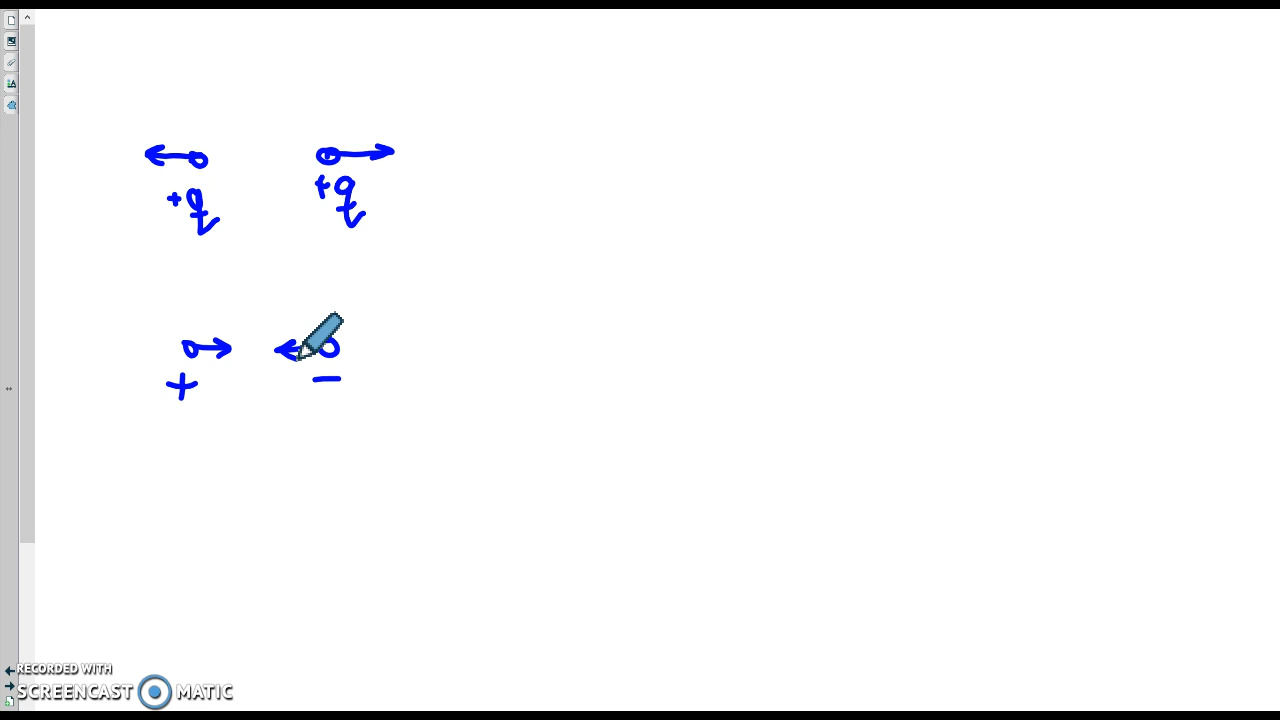 +q +q
+ −
RECORDED WITH
SCREENCAST MATIC